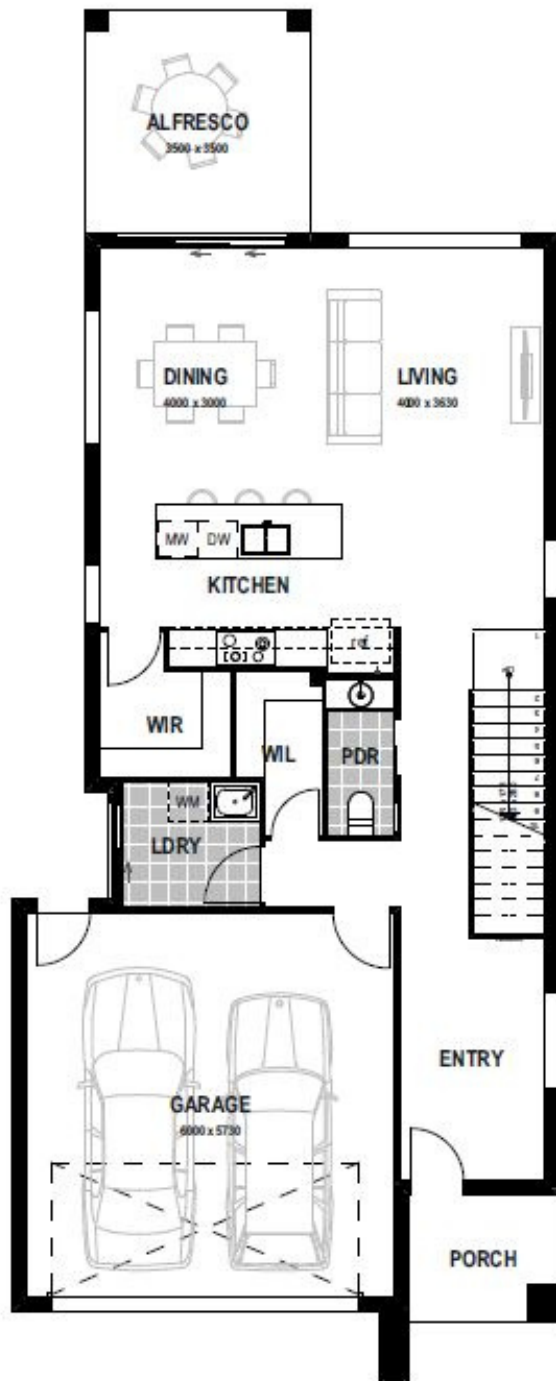 ALFRESCO
3500 x 3500
DINING
4000 x 3000
LIVING
4000 x 3630
MW
DW
KITCHEN
ref
WIR
WIL
PDR
WM
LDRY
ENTRY
GARAGE
6000 x 5730
PORCH